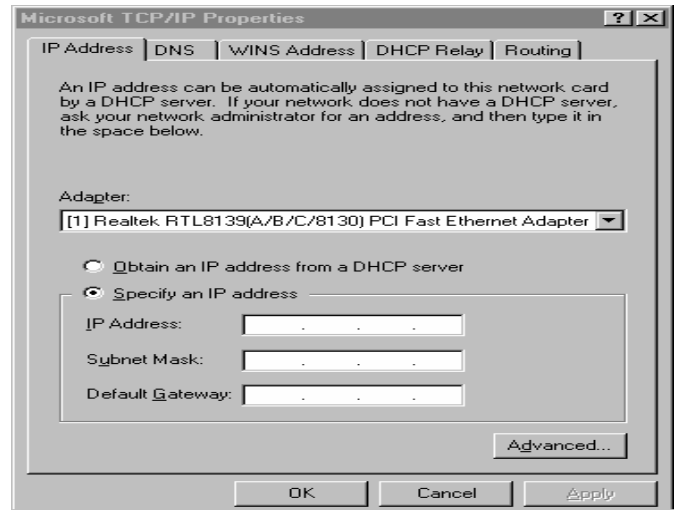 Microsoft TCP/IP Properties
IP Address DNS WINS Address DHCP Relay Routing
An IP address can be automatically assigned to this network card
by a DHCP server. If your network does not have a DHCP server,
ask your network administrator for an address, and then type it in
the space below.
Adapter:
[1] Realtek RTL8139(A/B/C/8130) PCI Fast Ethernet Adapter
Obtain an IP address from a DHCP server
Specify an IP address
IP Address: . . .
Subnet Mask: . . .
Default Gateway: . . .
Advanced...
OK Cancel Apply